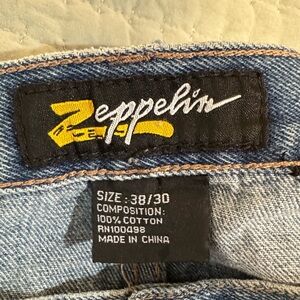 Zeppelin
SIZE: 38/30
COMPOSITION:
100% COTTON
RN100498
MADE IN CHINA